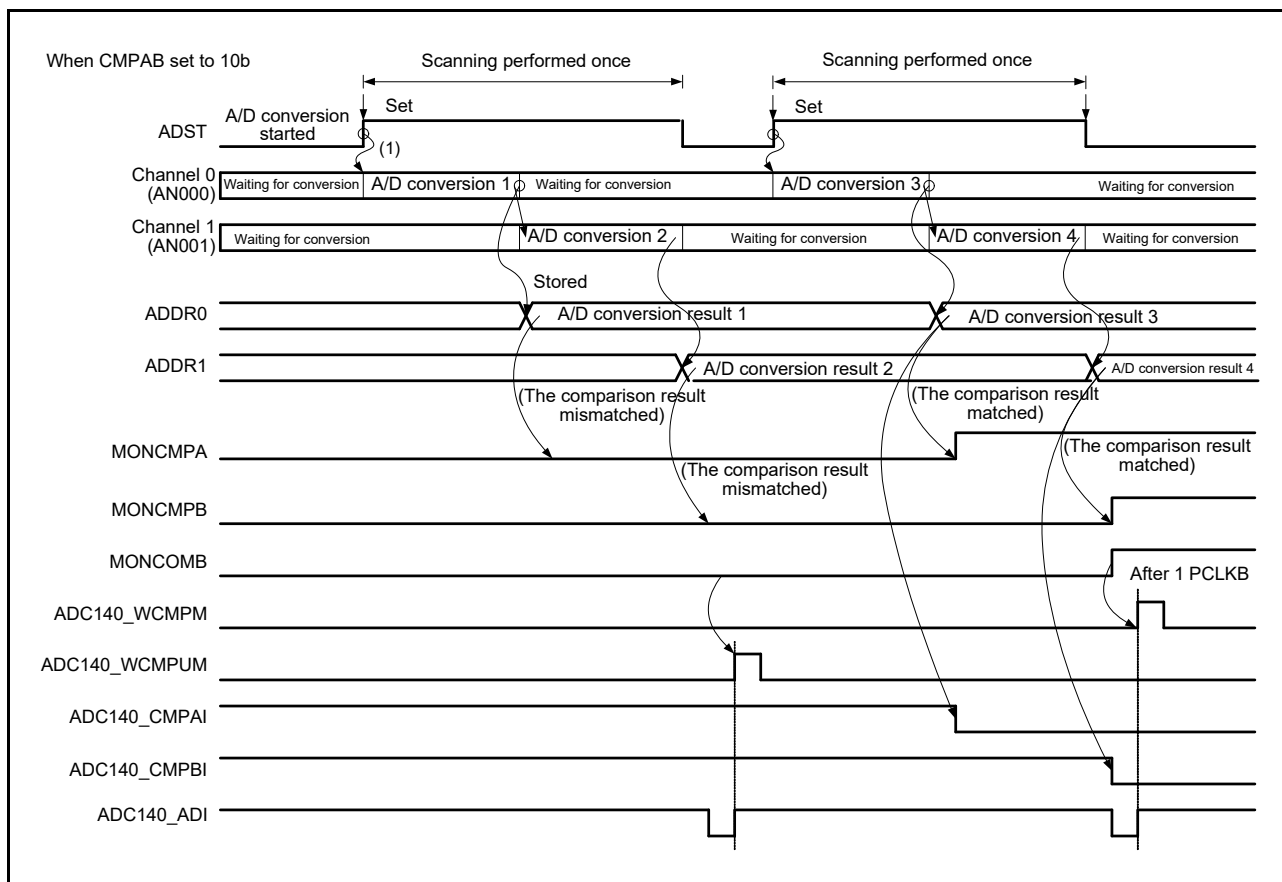 When CMPAB set to 10b
Scanning performed once
Scanning performed once
ADST
A/D conversion
started
Set
Set
(1)
Channel 0
(AN000)
Waiting for conversion
A/D conversion 1
Waiting for conversion
A/D conversion 3
Waiting for conversion
Channel 1
(AN001)
Waiting for conversion
A/D conversion 2
Waiting for conversion
A/D conversion 4
Waiting for conversion
Stored
ADDR0
A/D conversion result 1
A/D conversion result 3
ADDR1
A/D conversion result 2
A/D conversion result 4
(The comparison result
mismatched)
(The comparison result
matched)
MONCMPA
(The comparison result
mismatched)
(The comparison result
matched)
MONCMPB
MONCOMB
After 1 PCLKB
ADC140_WCMPM
ADC140_WCMPUM
ADC140_CMPAI
ADC140_CMPBI
ADC140_ADI